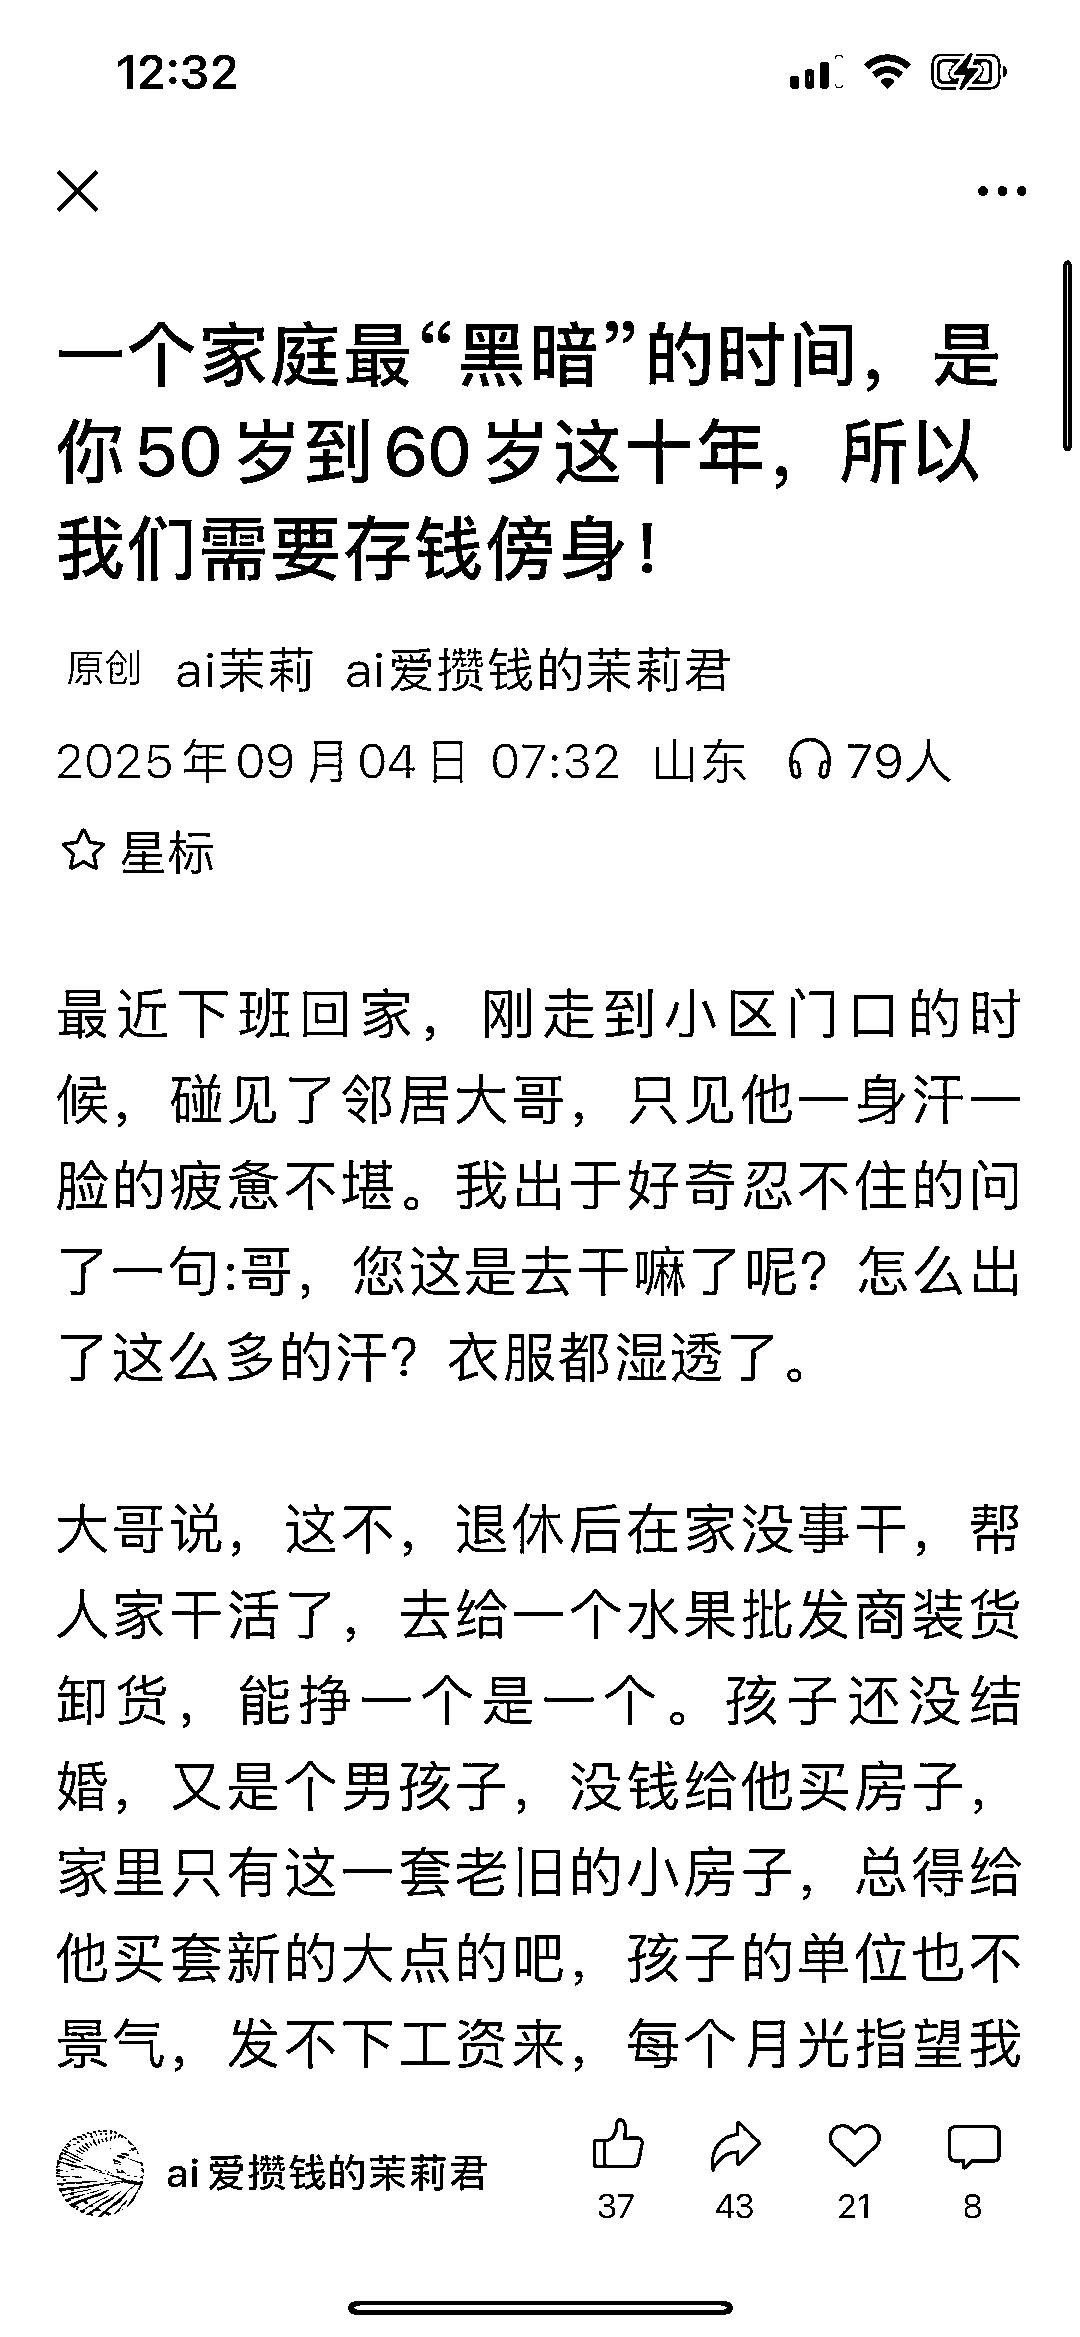 12:32
一个家庭最“黑暗”的时间，是
你50岁到60岁这十年，所以
我们需要存钱傍身！
原创 ai茉莉 ai爱攒钱的茉莉君
2025年09月04日 07:32 山东 79人
星标
最近下班回家，刚走到小区门口的时
候，碰见了邻居大哥，只见他一身汗一
脸的疲惫不堪。我出于好奇忍不住的问
了一句:哥，您这是去干嘛了呢？怎么出
了这么多的汗？衣服都湿透了。
大哥说，这不，退休后在家没事干，帮
人家干活了，去给一个水果批发商装货
卸货，能挣一个是一个。孩子还没结
婚，又是个男孩子，没钱给他买房子，
家里只有这一套老旧的小房子，总得给
他买套新的大点的吧，孩子的单位也不
景气，发不下工资来，每个月光指望我
ai爱攒钱的茉莉君
37 43 21 8